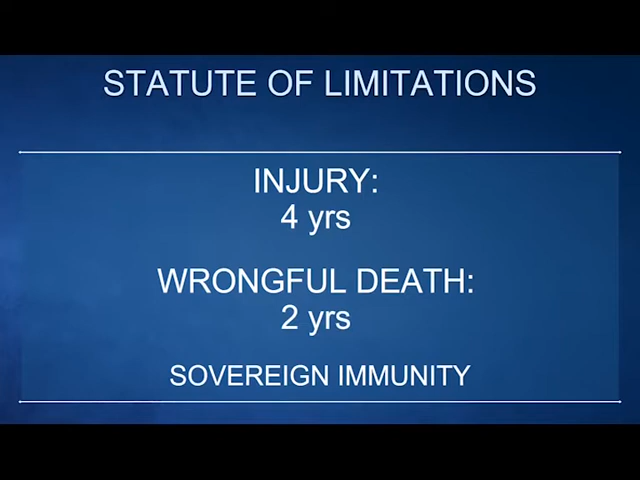 STATUTE OF LIMITATIONS
INJURY:
4 yrs
WRONGFUL DEATH:
2 yrs
SOVEREIGN IMMUNITY